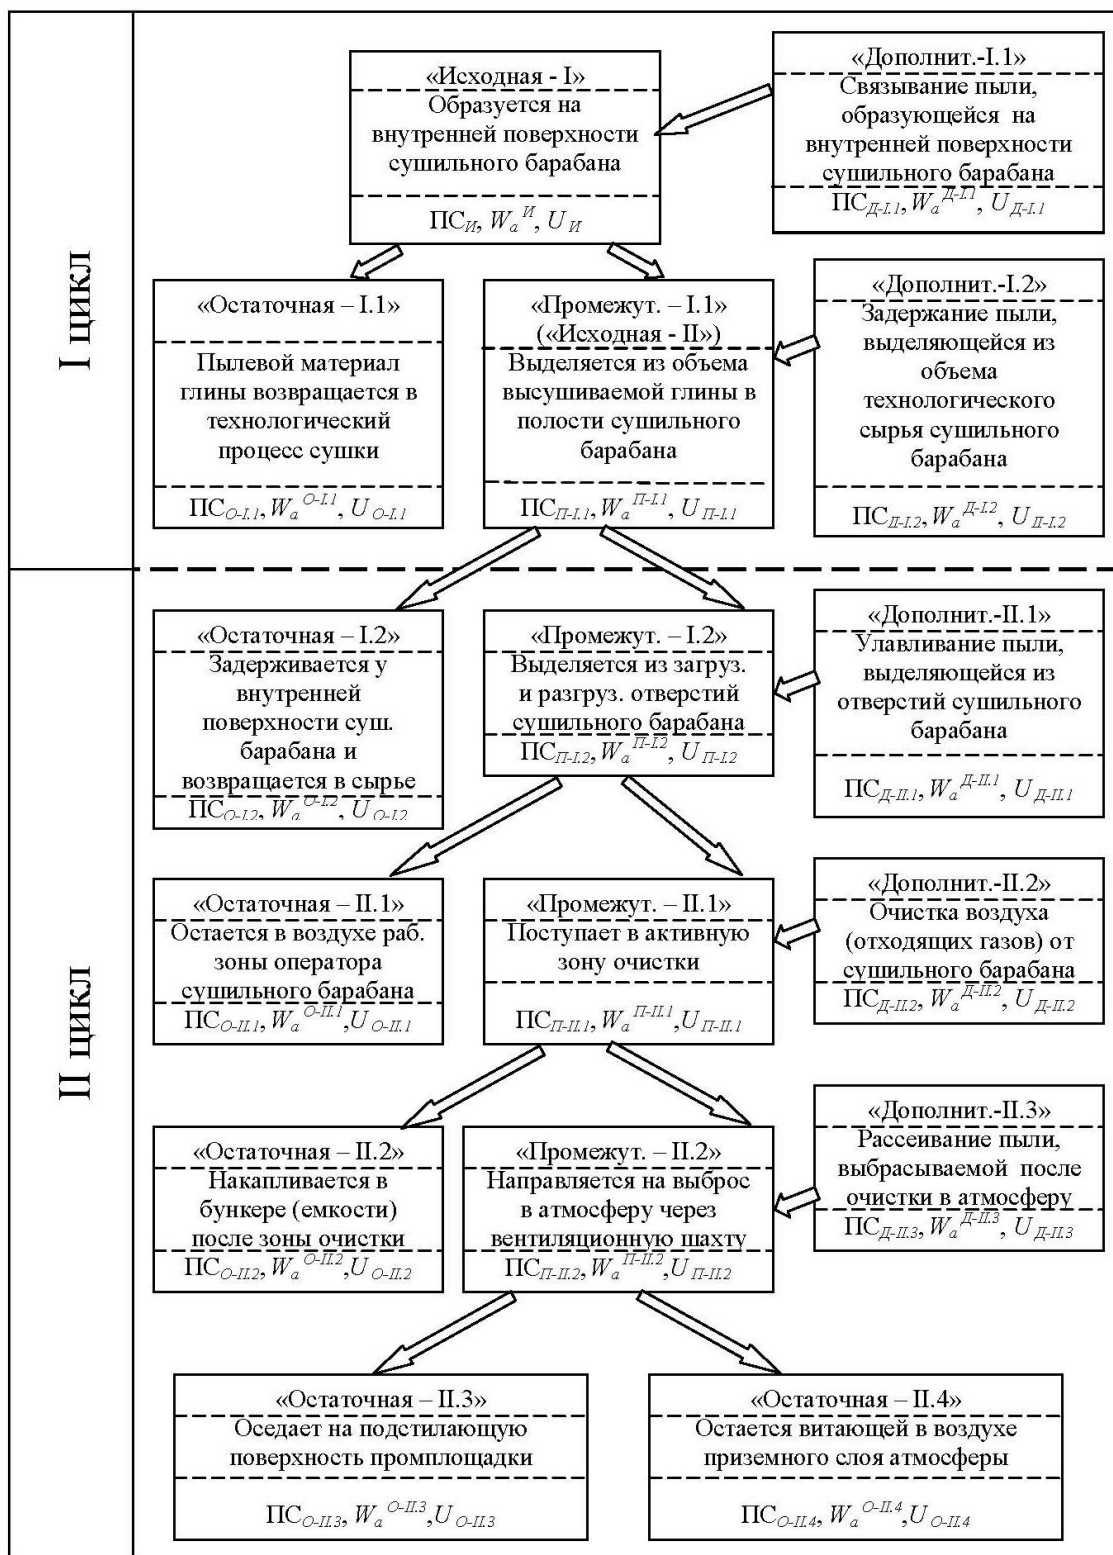 I цикл
«Исходная - I»
Образуется на
внутренней поверхности
сушильного барабана
ПС_И, W_a^И, U_И
«Дополнит.-I.1»
Связывание пыли,
образующейся на
внутренней поверхности
сушильного барабана
ПС_Д-I.1, W_a^Д-I.1, U_Д-I.1
«Остаточная – I.1»
Пылевой материал
глины возвращается в
технологический
процесс сушки
ПС_О-I.1, W_a^О-I.1, U_О-I.1
«Промежут. – I.1»
(«Исходная - II»)
Выделяется из объема
высушиваемой глины в
полости сушильного
барабана
ПС_П-I.1, W_a^П-I.1, U_П-I.1
«Дополнит.-I.2»
Задержание пыли,
выделяющейся из
объема
технологического
сырья сушильного
барабана
ПС_Д-I.2, W_a^Д-I.2, U_Д-I.2
II цикл
«Остаточная – I.2»
Задерживается у
внутренней
поверхности суш.
барабана и
возвращается в сырье
ПС_О-I.2, W_a^О-I.2, U_О-I.2
«Промежут. – I.2»
Выделяется из загруз.
и разгруз. отверстий
сушильного барабана
ПС_П-I.2, W_a^П-I.2, U_П-I.2
«Дополнит.-II.1»
Улавливание пыли,
выделяющейся из
отверстий сушильного
барабана
ПС_Д-II.1, W_a^Д-II.1, U_Д-II.1
«Остаточная – II.1»
Остается в воздухе раб.
зоны оператора
сушильного барабана
ПС_О-II.1, W_a^О-II.1,U_О-II.1
«Промежут. – II.1»
Поступает в активную
зону очистки
ПС_П-II.1, W_a^П-II.1,U_П-II.1
«Дополнит.-II.2»
Очистка воздуха
(отходящих газов) от
сушильного барабана
ПС_Д-II.2, W_a^Д-II.2, U_Д-II.2
«Остаточная – II.2»
Накапливается в
бункере (емкости)
после зоны очистки
ПС_О-II.2, W_a^О-II.2,U_О-II.2
«Промежут. – II.2»
Направляется на выброс
в атмосферу через
вентиляционную шахту
ПС_П-II.2, W_a^П-II.2,U_П-II.2
«Дополнит.-II.3»
Рассеивание пыли,
выбрасываемой после
очистки в атмосферу
ПС_Д-II.3, W_a^Д-II.3, U_Д-II.3
«Остаточная – II.3»
Оседает на подстилающую
поверхность промплощадки
ПС_О-II.3, W_a^О-II.3,U_О-II.3
«Остаточная – II.4»
Остается витающей в воздухе
приземного слоя атмосферы
ПС_О-II.4, W_a^О-II.4,U_О-II.4